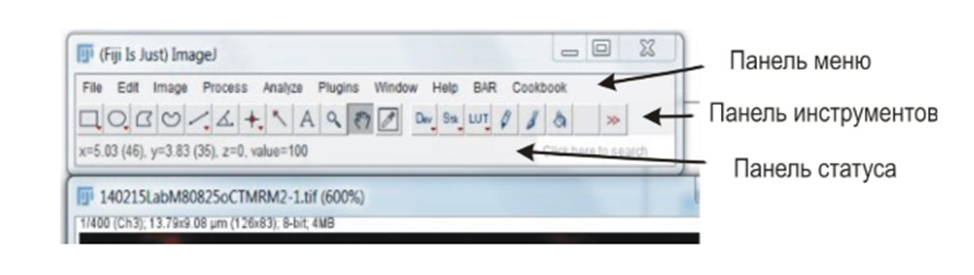 (Fiji Is Just) ImageJ
File Edit Image Process Analyze Plugins Window Help BAR Cookbook
Панель меню
A Dev Stk LUT >>
Панель инструментов
x=5.03 (46), y=3.83 (35), z=0, value=100
Click here to search
Панель статуса
140215LabM80825oCTMRM2-1.tif (600%)
1/400 (Ch3); 13.79x9.08 µm (126x83); 8-bit; 4MB